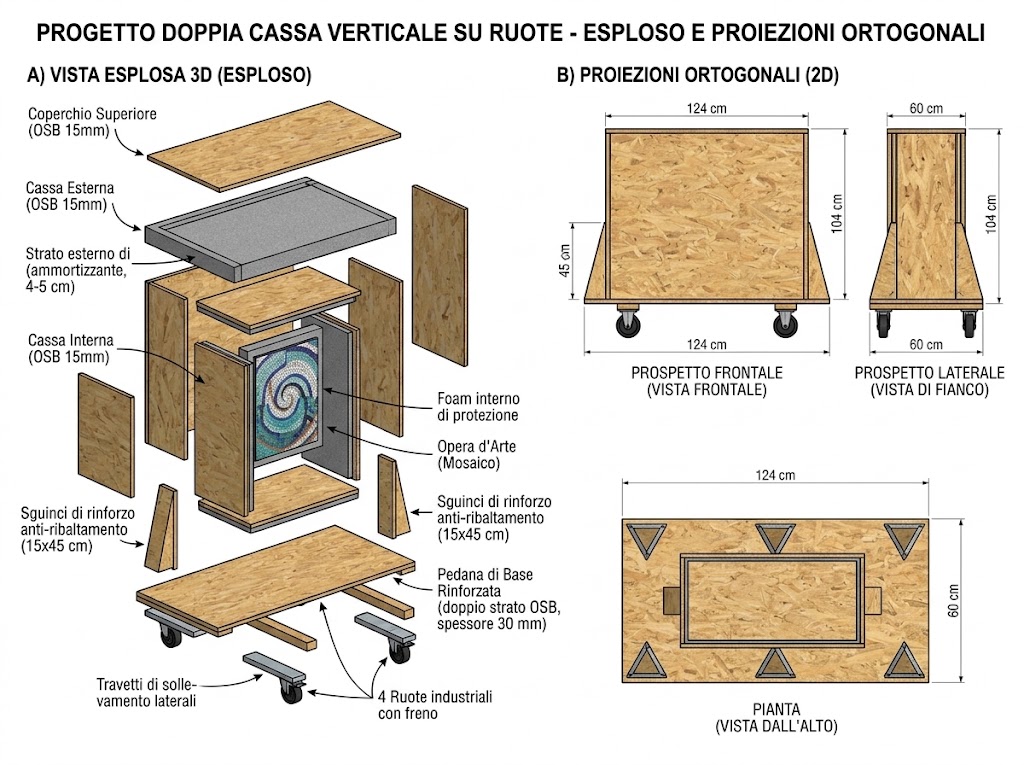 PROGETTO DOPPIA CASSA VERTICALE SU RUOTE - ESPLOSO E PROIEZIONI ORTOGONALI
A) VISTA ESPLOSA 3D (ESPLOSO)
Coperchio Superiore
(OSB 15mm)
Cassa Esterna
(OSB 15mm)
Strato esterno di
(ammortizzante,
4-5 cm)
Cassa Interna
(OSB 15mm)
Foam interno
di protezione
Opera d'Arte
(Mosaico)
Sguinci di rinforzo
anti-ribaltamento
(15x45 cm)
Sguinci di rinforzo
anti-ribaltamento
(15x45 cm)
Pedana di Base
Rinforzata
(doppio strato OSB,
spessore 30 mm)
Travetti di solle-
vamento laterali
4 Ruote industriali
con freno
B) PROIEZIONI ORTOGONALI (2D)
124 cm
104 cm
45 cm
124 cm
PROSPETTO FRONTALE
(VISTA FRONTALE)
60 cm
104 cm
60 cm
PROSPETTO LATERALE
(VISTA DI FIANCO)
124 cm
60 cm
PIANTA
(VISTA DALL'ALTO)